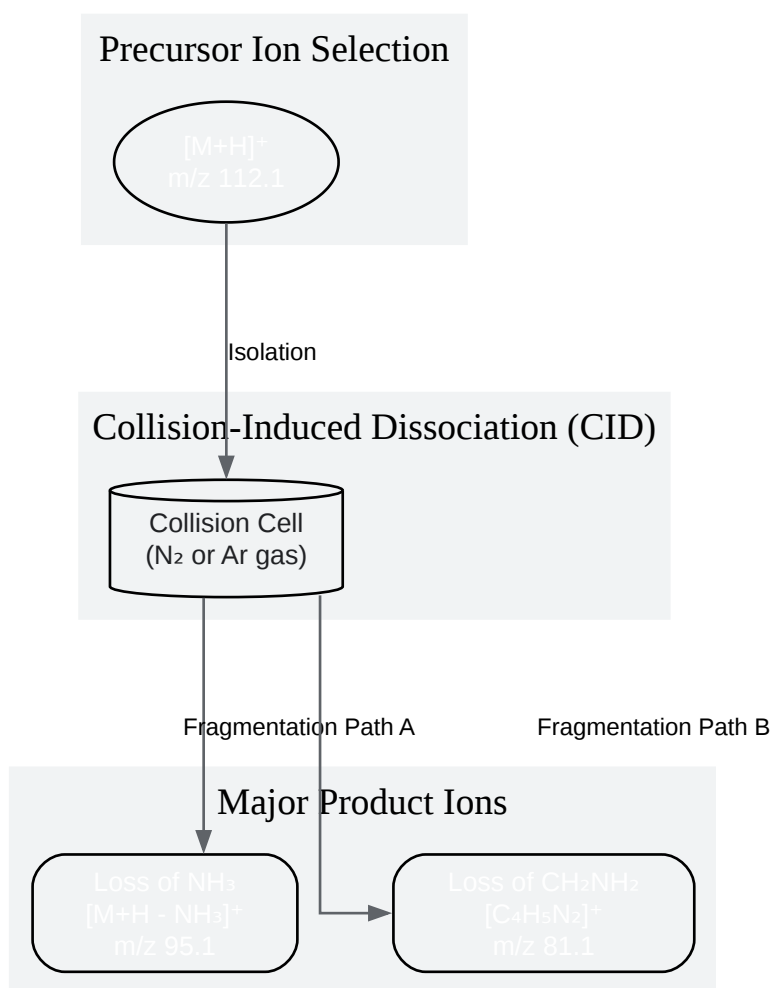 Precursor Ion Selection
[M+H]⁺
m/z 112.1
Isolation
Collision-Induced Dissociation (CID)
Collision Cell
(N₂ or Ar gas)
Fragmentation Path A
Fragmentation Path B
Major Product Ions
Loss of NH₃
[M+H - NH₃]⁺
m/z 95.1
Loss of CH₂NH₂
[C₄H₅N₂]⁺
m/z 81.1